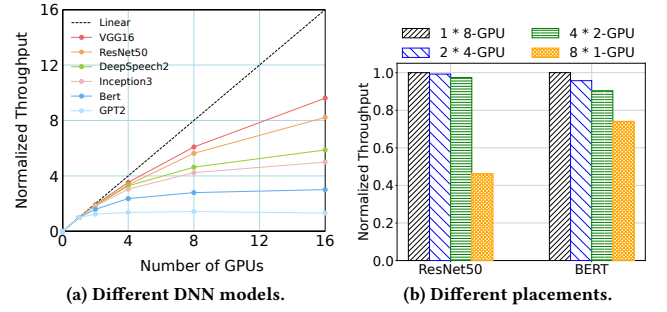 16
12
8
4
0
Normalized Throughput
Linear
VGG16
ResNet50
DeepSpeech2
Inception3
Bert
GPT2
0
4
8
12
16
Number of GPUs
(a) Different DNN models.
1 * 8-GPU
4 * 2-GPU
2 * 4-GPU
8 * 1-GPU
1.0
0.8
0.6
0.4
0.2
0.0
Normalized Throughput
ResNet50
BERT
(b) Different placements.